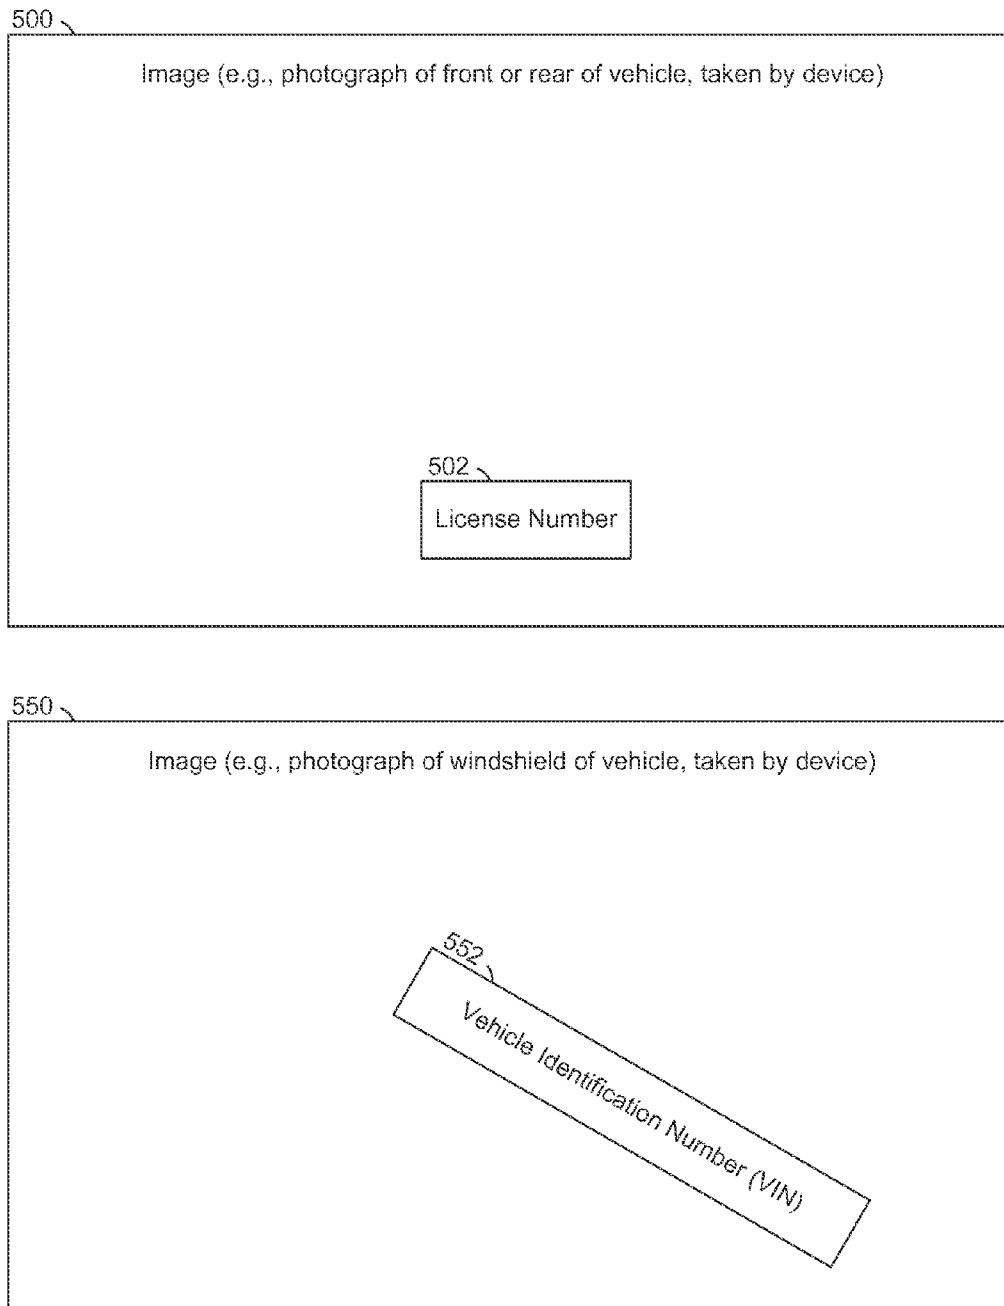 500
Image (e.g., photograph of front or rear of vehicle, taken by device)
502
License Number
550
Image (e.g., photograph of windshield of vehicle, taken by device)
552
Vehicle Identification Number (VIN)